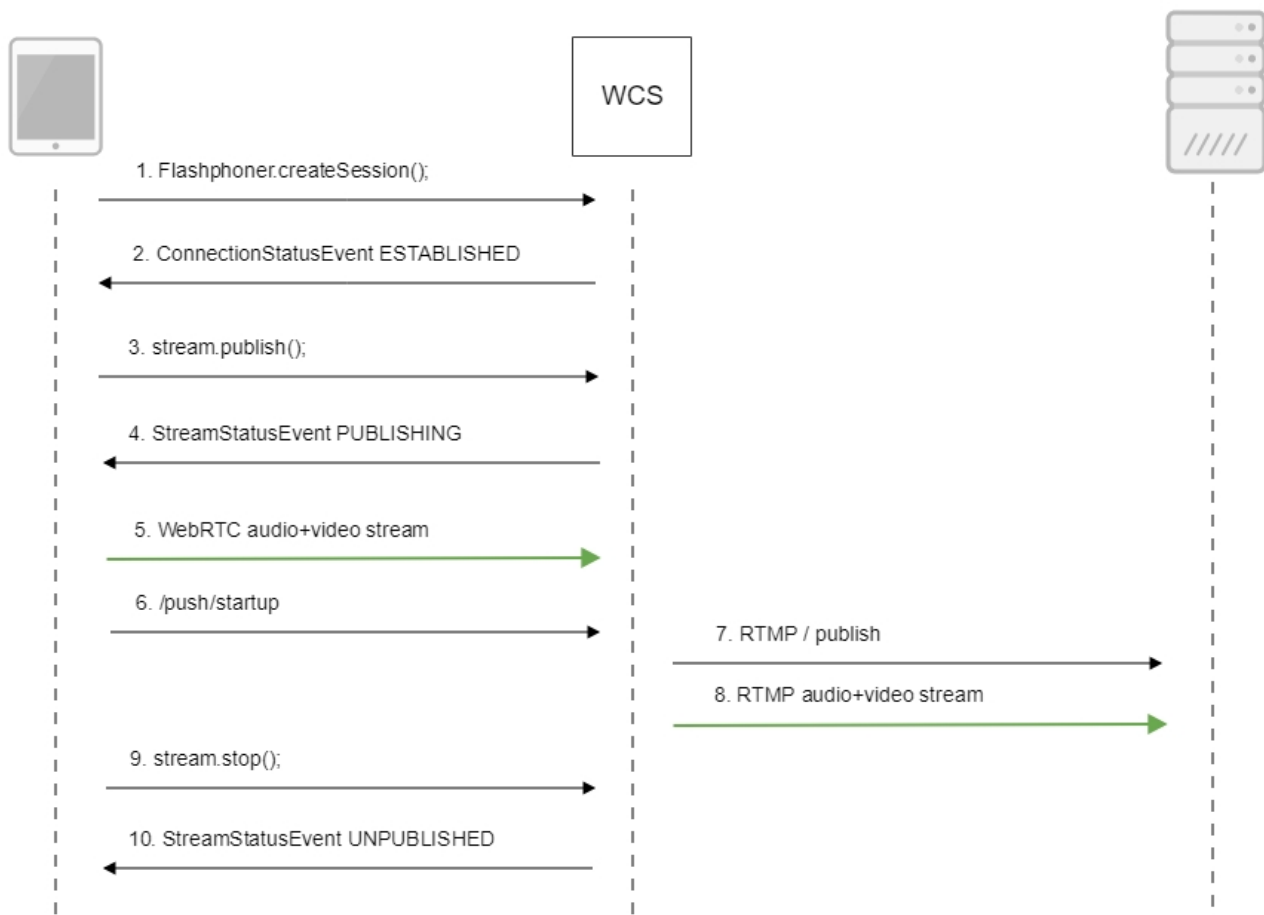 WCS
1. Flashphoner.createSession();
2. ConnectionStatusEvent ESTABLISHED
3. stream.publish();
4. StreamStatusEvent PUBLISHING
5. WebRTC audio+video stream
6. /push/startup
7. RTMP / publish
8. RTMP audio+video stream
9. stream.stop();
10. StreamStatusEvent UNPUBLISHED